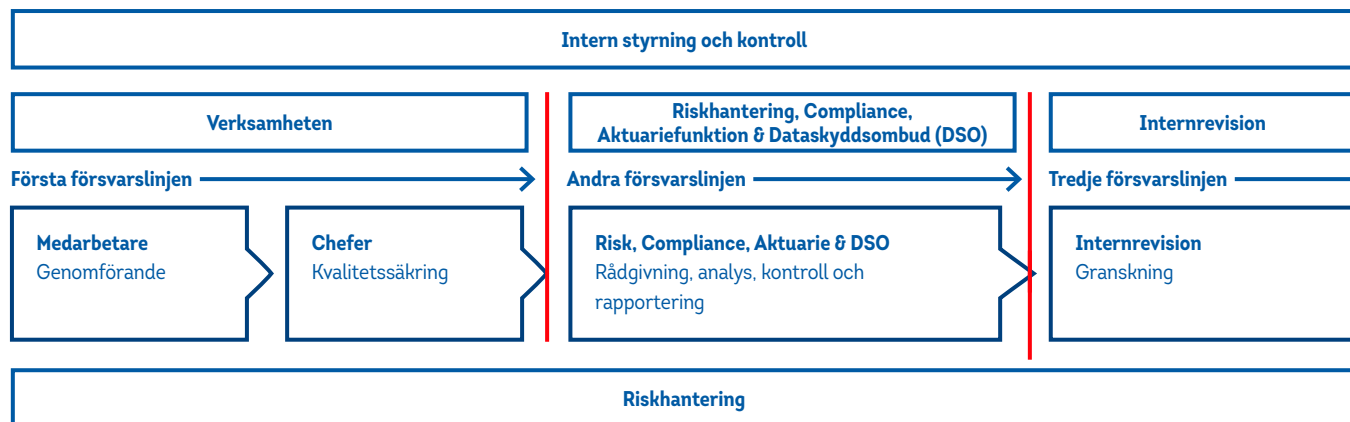 Intern styrning och kontroll
Verksamheten
Riskhantering, Compliance,
Aktuariefunktion & Dataskyddsombud (DSO)
Internrevision
Första försvarslinjen
Andra försvarslinjen
Tredje försvarslinjen
Medarbetare
Genomförande
Chefer
Kvalitetssäkring
Risk, Compliance, Aktuarie & DSO
Rådgivning, analys, kontroll och
rapportering
Internrevision
Granskning
Riskhantering